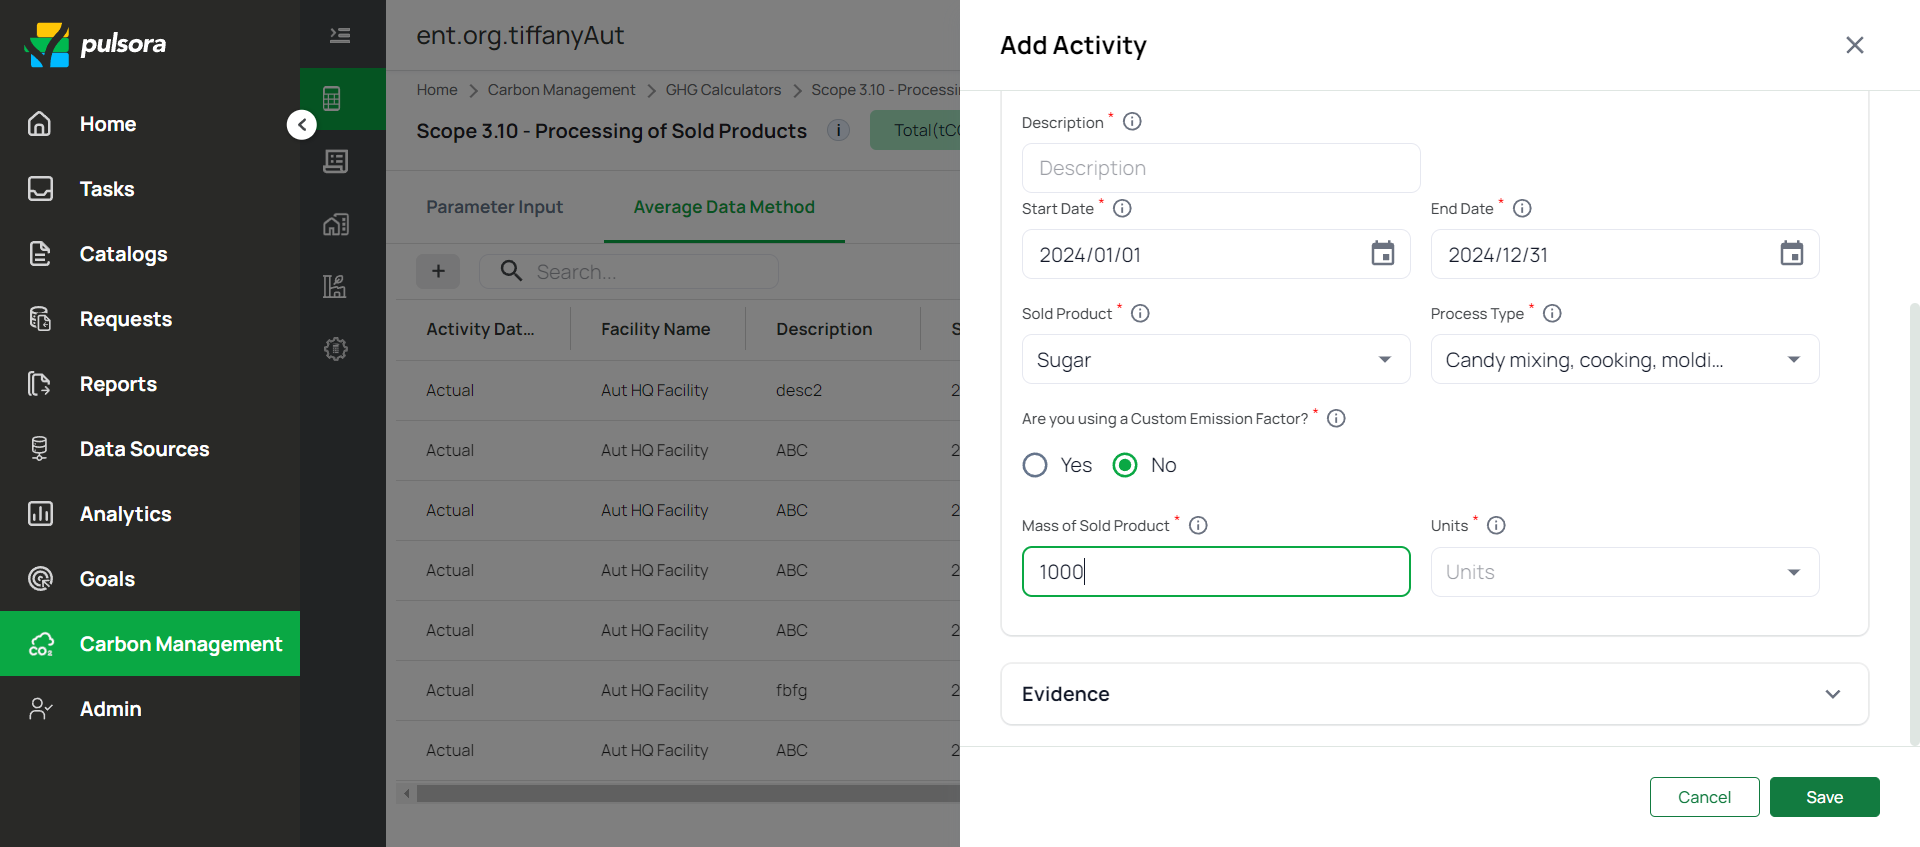 pulsora
Home
Tasks
Catalogs
Requests
Reports
Data Sources
Analytics
Goals
CO₂
Carbon Management
Admin
ent.org.tiffanyAut
Home
Carbon Management
GHG Calculators
Scope 3.10 - Processi
Scope 3.10 - Processing of Sold Products
i
Total(tCO
Parameter Input
Average Data Method
+
Search...
Activity Dat...
Facility Name
Description
S
Actual
Aut HQ Facility
desc2
2
Actual
Aut HQ Facility
ABC
2
Actual
Aut HQ Facility
ABC
2
Actual
Aut HQ Facility
ABC
2
Actual
Aut HQ Facility
ABC
2
Actual
Aut HQ Facility
fbfg
2
Actual
Aut HQ Facility
ABC
2
Add Activity
Description *
Description
Start Date *
End Date *
2024/01/01
2024/12/31
Sold Product *
Process Type *
Sugar
Candy mixing, cooking, moldi...
Are you using a Custom Emission Factor? *
Yes
No
Mass of Sold Product *
Units *
1000
Units
Evidence
Cancel
Save